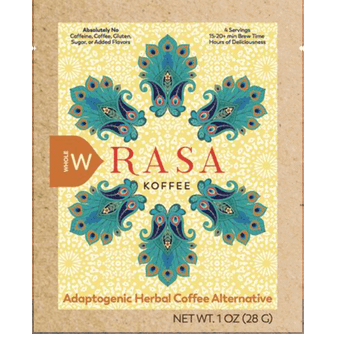 Absolutely No
Caffeine, Coffee, Gluten,
Sugar, or Added Flavors
4 Servings
15-20+ min Brew Time
Hours of Deliciousness
WHOLE
W
RASA
KOFFEE
Adaptogenic Herbal Coffee Alternative
NET WT. 1 OZ (28 G)